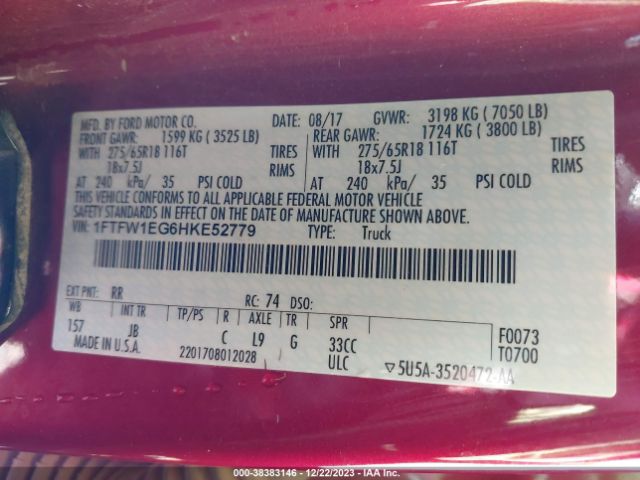 MFD. BY FORD MOTOR CO. DATE: 08/17 GVWR: 3198 KG ( 7050 LB)
FRONT GAWR: 1599 KG ( 3525 LB) REAR GAWR: 1724 KG ( 3800 LB)
WITH 275/65R18 116T TIRES WITH 275/65R18 116T TIRES
18x7.5J RIMS 18x7.5J RIMS
AT 240 kPa/ 35 PSI COLD AT 240 kPa/ 35 PSI COLD
THIS VEHICLE CONFORMS TO ALL APPLICABLE FEDERAL MOTOR VEHICLE
SAFETY STANDARDS IN EFFECT ON THE DATE OF MANUFACTURE SHOWN ABOVE.
VIN: 1FTFW1EG6HKE52779 TYPE: Truck
EXT PNT: RR RC: 74 DSO:
WB INT TR TP/PS R AXLE TR SPR
157 JB C L9 G 33CC F0073
MADE IN U.S.A. 2201708012028 ULC T0700
▽5U5A-3520472-AA
© 38383146 - 12/22/2023 - IAA Inc.